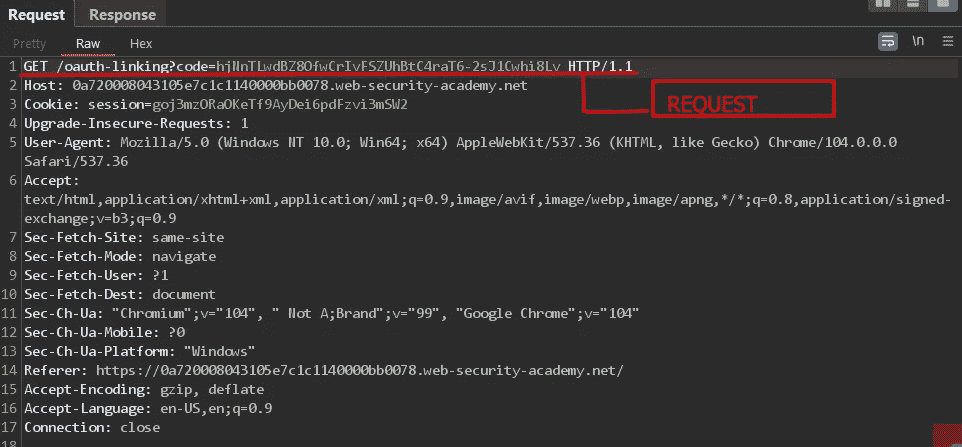 Request Response
Pretty Raw Hex \n
1 GET /oauth-linking?code=hjNnTLwdBZ8OfwCrIvFSZUhBtC4raT6-2sJ1Cwhi8Lv HTTP/1.1
2 Host: 0a720008043105e7c1c1140000bb0078.web-security-academy.net
REQUEST
3 Cookie: session=goj3mzORaOKeTf9AyDei6pdFzvi3mSW2
4 Upgrade-Insecure-Requests: 1
5 User-Agent: Mozilla/5.0 (Windows NT 10.0; Win64; x64) AppleWebKit/537.36 (KHTML, like Gecko) Chrome/104.0.0.0
Safari/537.36
6 Accept:
text/html,application/xhtml+xml,application/xml;q=0.9,image/avif,image/webp,image/apng,*/*;q=0.8,application/signed-
exchange;v=b3;q=0.9
7 Sec-Fetch-Site: same-site
8 Sec-Fetch-Mode: navigate
9 Sec-Fetch-User: ?1
10 Sec-Fetch-Dest: document
11 Sec-Ch-Ua: "Chromium";v="104", " Not A;Brand";v="99", "Google Chrome";v="104"
12 Sec-Ch-Ua-Mobile: ?0
13 Sec-Ch-Ua-Platform: "Windows"
14 Referer: https://0a720008043105e7c1c1140000bb0078.web-security-academy.net/
15 Accept-Encoding: gzip, deflate
16 Accept-Language: en-US,en;q=0.9
17 Connection: close
18